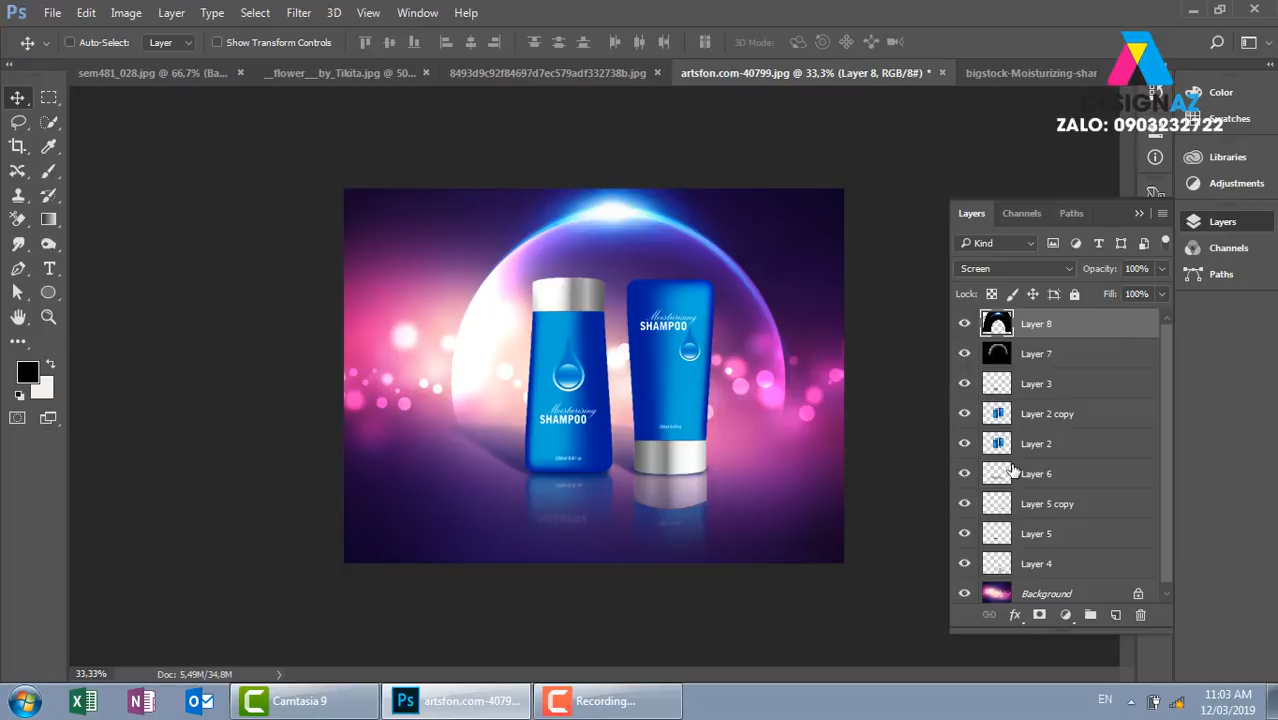 Ps File Edit Image Layer Type Select Filter 3D View Window Help
Auto-Select: Layer Show Transform Controls 3D Mode:
sem481_028.jpg @ 66,7% (Ba... × __flower__by_Tikita.jpg @ 50... × 8493d9c92f84697d7ec579adf332738b.jpg × artsfon.com-40799.jpg @ 33,3% (Layer 8, RGB/8#) * × bigstock-Moisturizing-shar
DESIGNAZ
ZALO: 0903232722
Color
Swatches
Libraries
Adjustments
Layers
Channels
Paths
Layers Channels Paths
Kind
Screen Opacity: 100%
Lock: Fill: 100%
Layer 8
Layer 7
Layer 3
Layer 2 copy
Layer 2
Layer 6
Layer 5 copy
Layer 5
Layer 4
Background
fx
Moisturising
SHAMPOO
Moisturising
SHAMPOO
33,33% Doc: 5,49M/34,8M
Camtasia 9
Ps artsfon.com-4079...
Recording...
EN
11:03 AM
12/03/2019